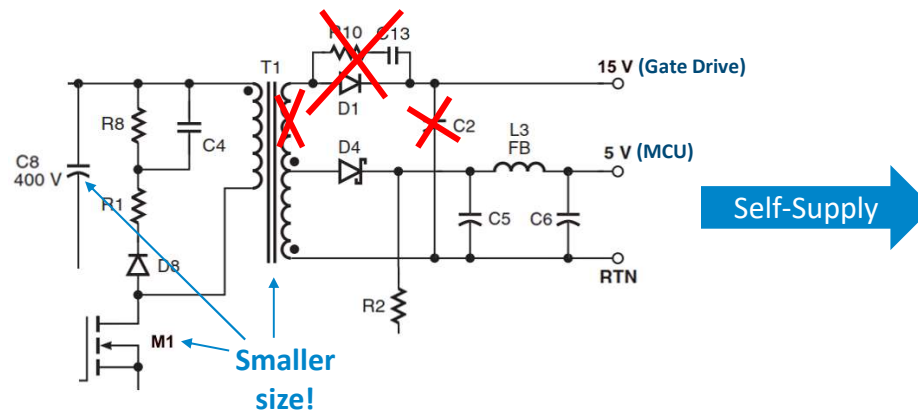 R10
C13
T1
15 V (Gate Drive)
D1
R8
C4
C2
L3
FB
D4
5 V (MCU)
C8
400 V
Self-Supply
R1
C5
C6
D8
RTN
R2
M1
Smaller
size!